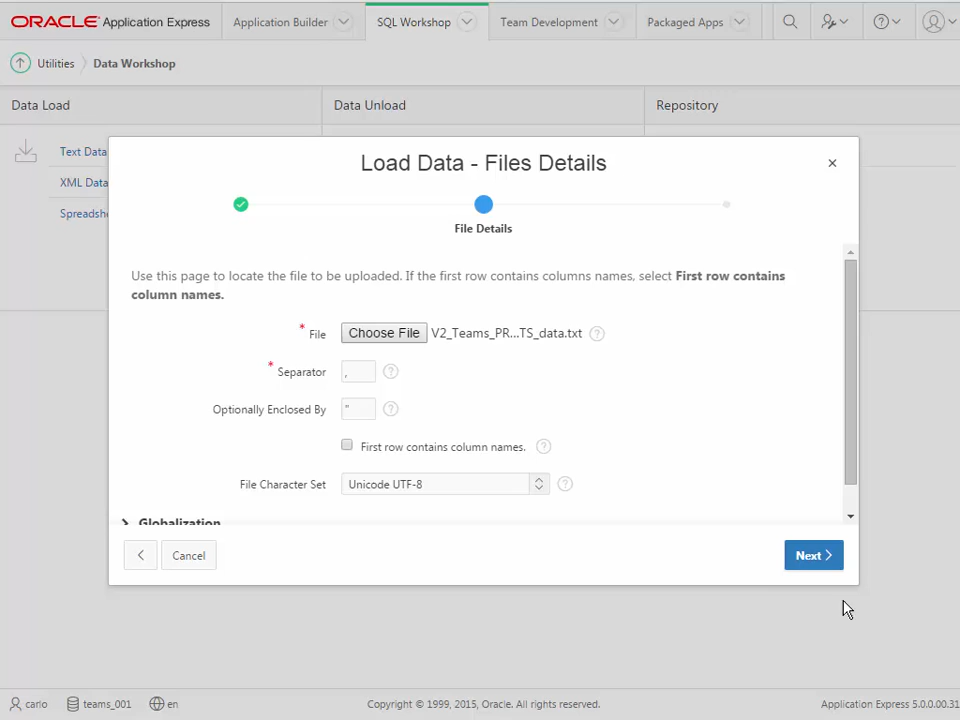 ORACLE Application Express
Application Builder
SQL Workshop
Team Development
Packaged Apps
Utilities
Data Workshop
Data Load
Data Unload
Repository
Text Data
XML Data
Load Data - Files Details
File Details
Use this page to locate the file to be uploaded. If the first row contains columns names, select First row contains
column names.
* File Choose File V2_Teams_PR...TS_data.txt ?
* Separator , ?
Optionally Enclosed By " ?
First row contains column names. ?
File Character Set Unicode UTF-8 ?
Globalization
Cancel
Next
cario teams_001 en
Copyright © 1999, 2015, Oracle. All rights reserved.
Application Express 5.0.0.00.31